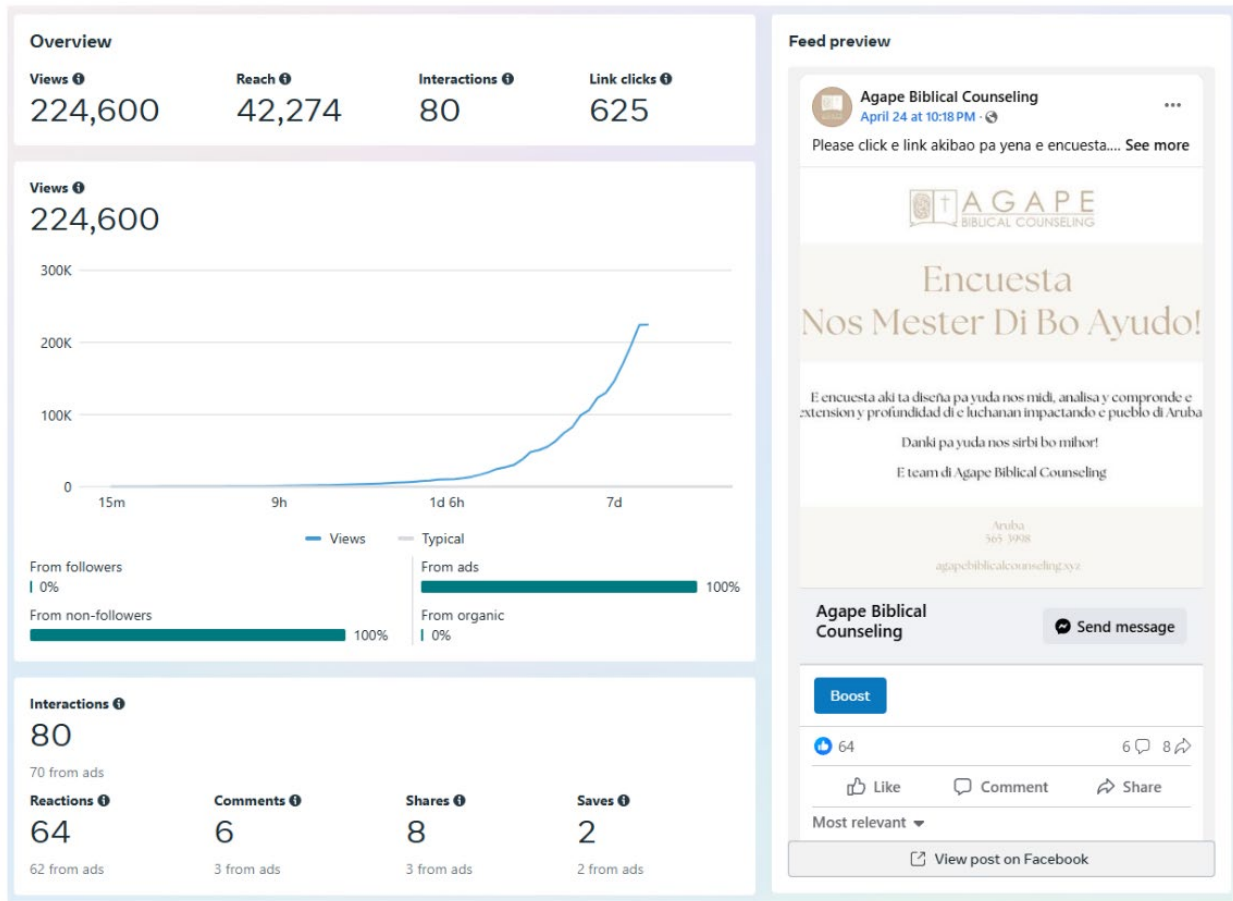 Overview
Views
224,600
Reach
42,274
Interactions
80
Link clicks
625
Views
224,600
300K
200K
100K
0
15m 9h 1d 6h 7d
Views Typical
From followers
0%
From non-followers
100%
From ads
100%
From organic
0%
Interactions
80
70 from ads
Reactions
64
62 from ads
Comments
6
3 from ads
Shares
8
3 from ads
Saves
2
2 from ads
Feed preview
Agape Biblical Counseling
April 24 at 10:18 PM ·
Please click e link akibao pa yena e encuesta.... See more
AGAPE
BIBLICAL COUNSELING
Encuesta
Nos Mester Di Bo Ayudo!
E encuesta aki ta diseña pa yuda nos midi, analisa y compronde e
extension y profundidad di e luchanan impactando e pueblo di Aruba
Danki pa yuda nos sirbi bo mihor!
E team di Agape Biblical Counseling
Aruba
565 3908
agapebiblicalcounseling.xyz
Agape Biblical
Counseling
Send message
Boost
64
6 8
Like Comment Share
Most relevant
View post on Facebook